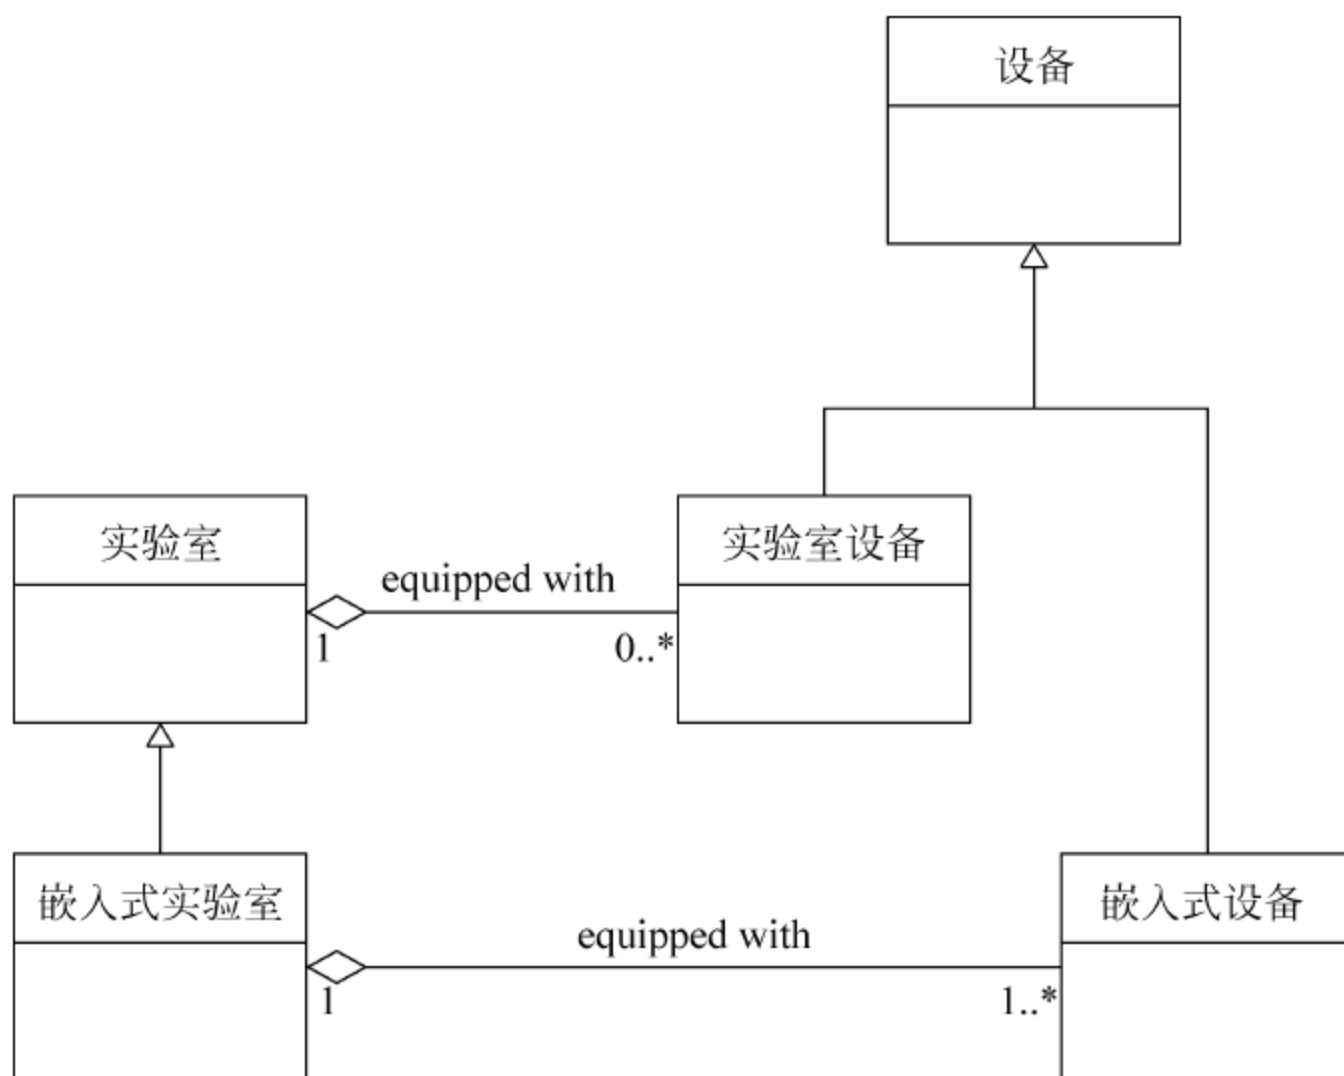 设备
实验室
实验室设备
equipped with
1
0..*
嵌入式实验室
嵌入式设备
equipped with
1
1..*